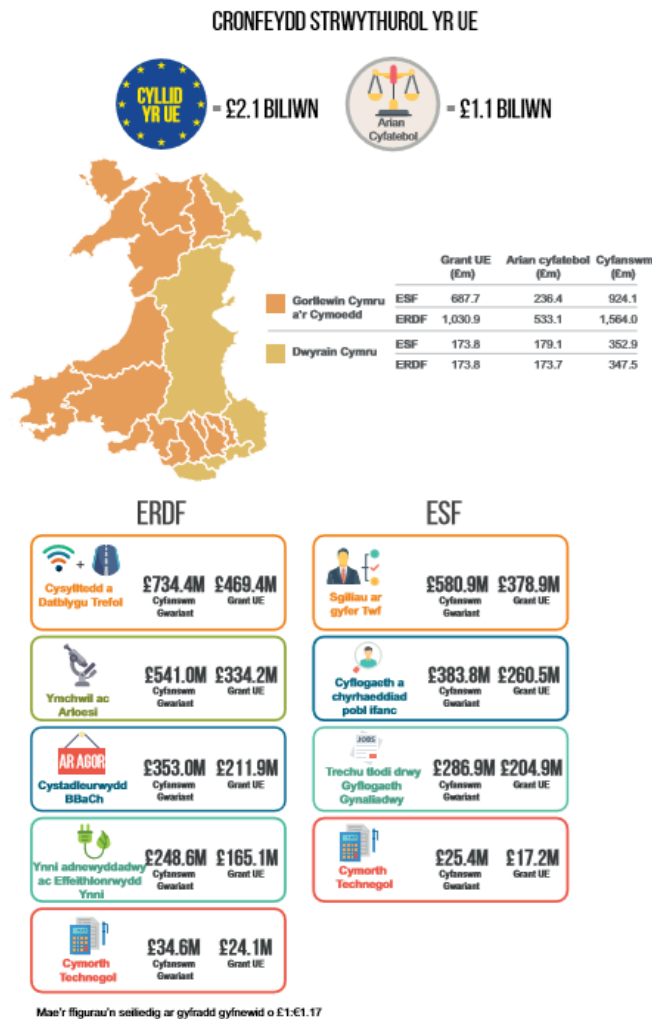 CRONFEYDD STRWYTHUROL YR UE
CYLLID
YR UE
= £2.1 BILIWN
Arian
Cyfatebol
= £1.1 BILIWN
Grant UE (£m) Arian cyfatebol (£m) Cyfanswm (£m)
Gorllewin Cymru a'r Cymoedd
ESF 687.7 236.4 924.1
ERDF 1,030.9 533.1 1,564.0
Dwyrain Cymru
ESF 173.8 179.1 352.9
ERDF 173.8 173.7 347.5
ERDF
+
Cysylltedd a
Datblygu Trefol
£734.4M £469.4M
Cyfanswm Gwariant
Grant UE
Ymchwil ac
Arloesi
£541.0M £334.2M
Cyfanswm Gwariant
Grant UE
AR AGOR
Cystadleurwydd
BBaCh
£353.0M £211.9M
Cyfanswm Gwariant
Grant UE
Ynni adnewyddadwy
ac Effeithlonrwydd
Ynni
£248.6M £165.1M
Cyfanswm Gwariant
Grant UE
Cymorth
Technegol
£34.6M £24.1M
Cyfanswm Gwariant
Grant UE
ESF
Sgiliau ar
gyfer Twf
£580.9M £378.9M
Cyfanswm Gwariant
Grant UE
Cyflogaeth a
chyrhaeddiad
pobl ifanc
£383.8M £260.5M
Cyfanswm Gwariant
Grant UE
JOBS
Trechu tlodi drwy
Gyflogaeth
Gynaliadwy
£286.9M £204.9M
Cyfanswm Gwariant
Grant UE
Cymorth
Technegol
£25.4M £17.2M
Cyfanswm Gwariant
Grant UE
Mae'r ffigurau'n seiliedig ar gyfradd gyfnewid o £1:€1.17